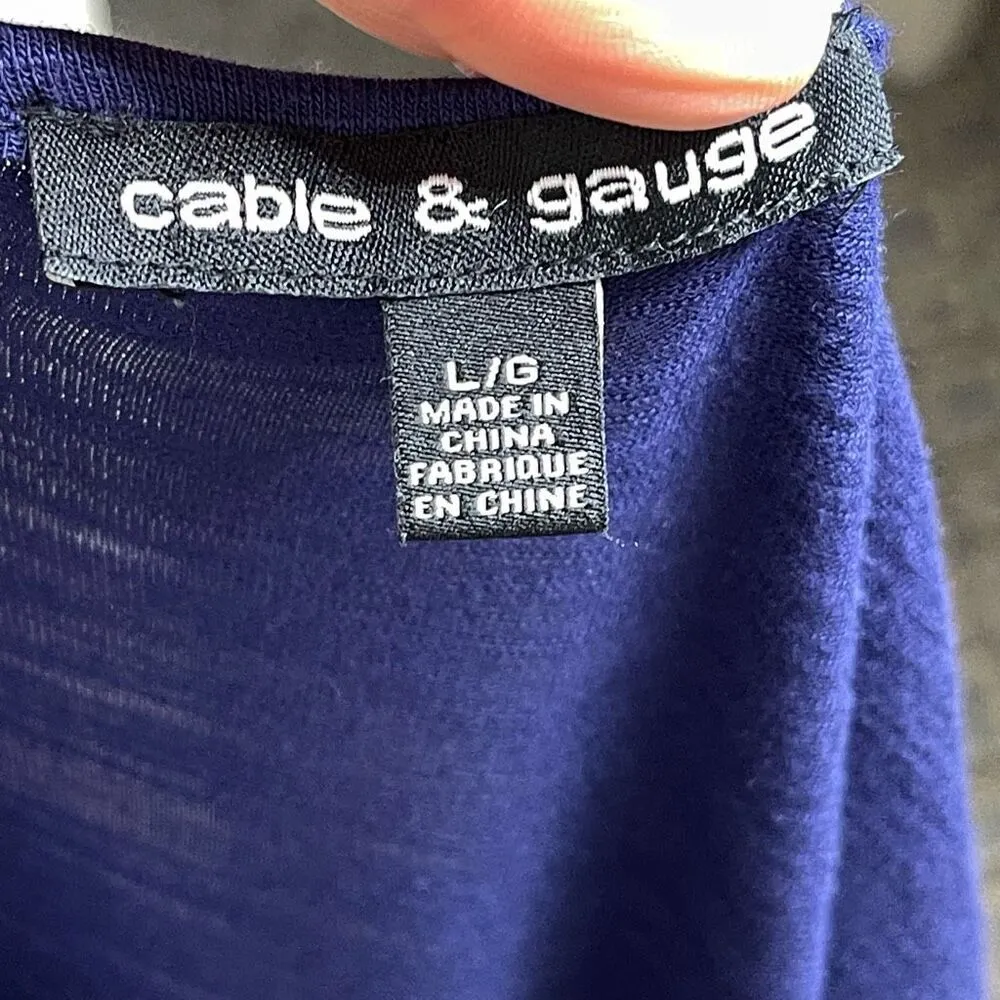 cable & gauge
L/G
MADE IN
CHINA
FABRIQUE
EN CHINE